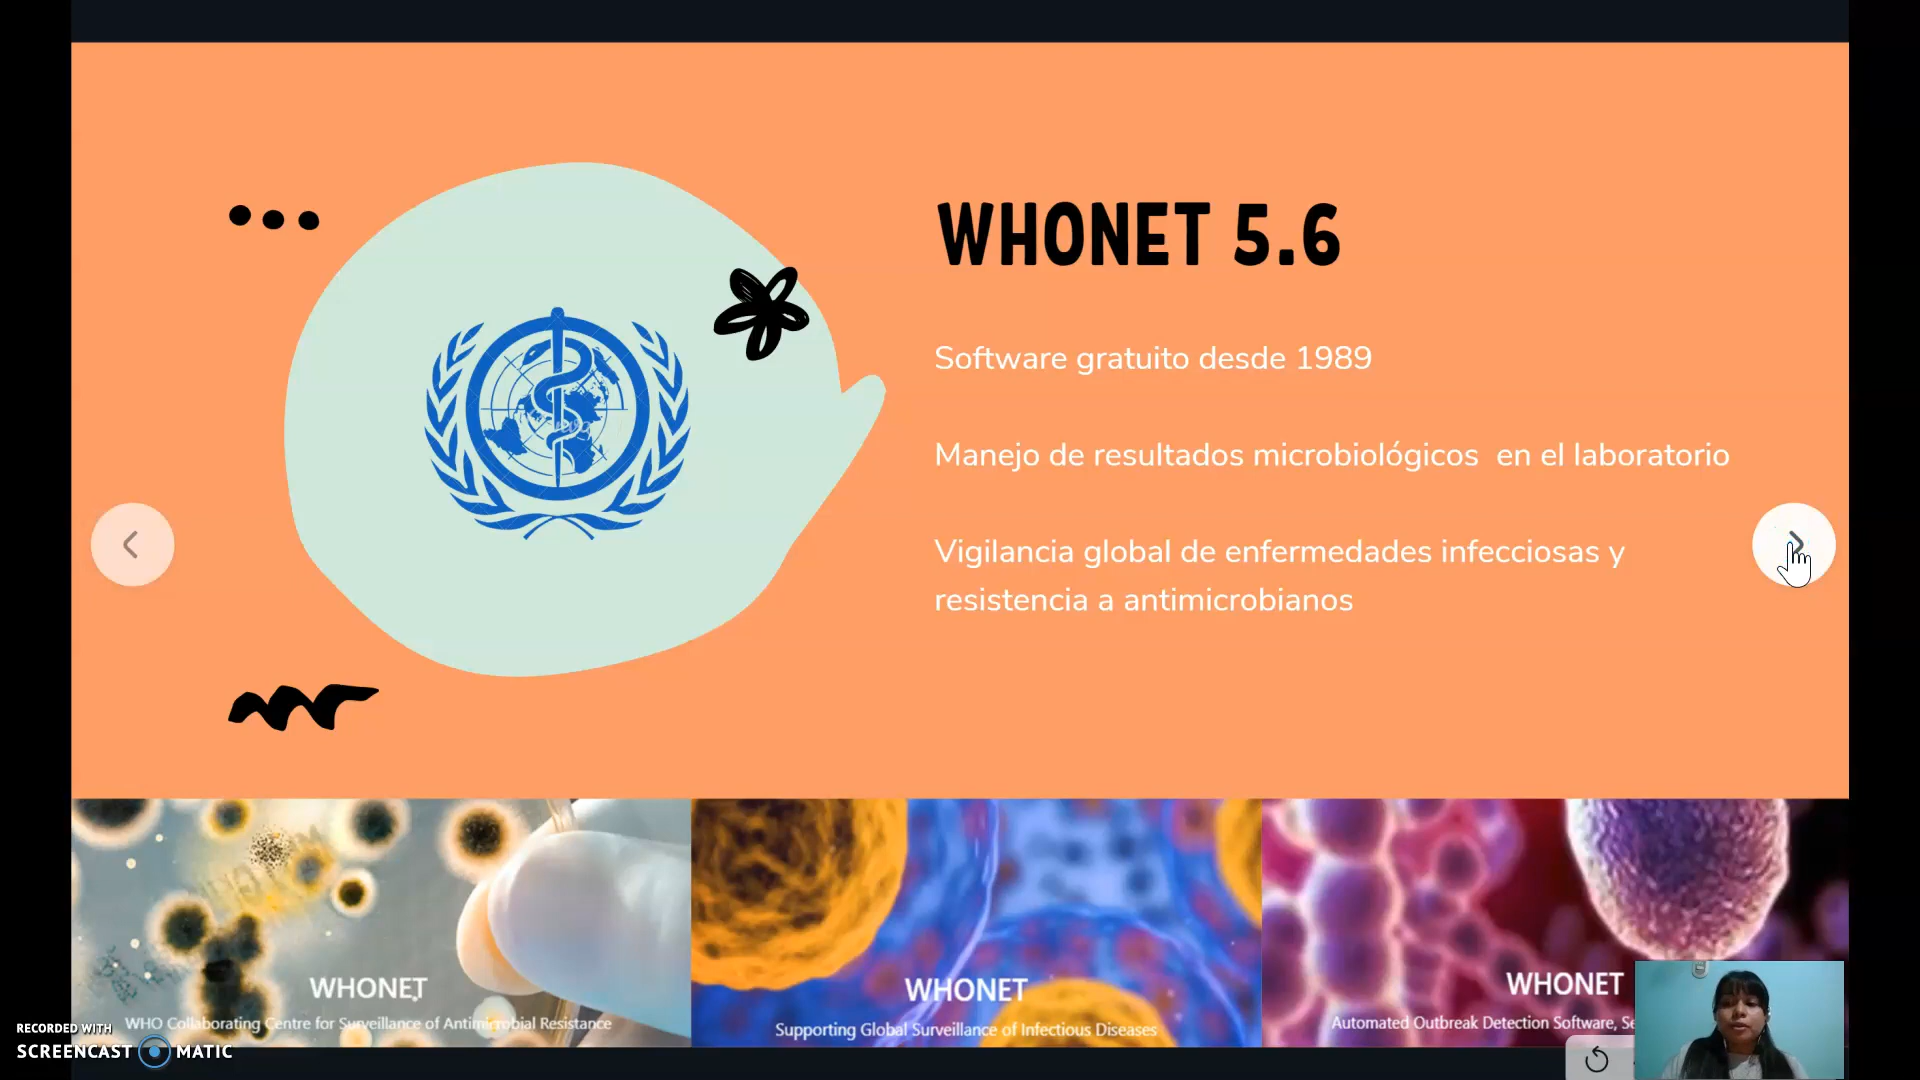 WHONET 5.6
Software gratuito desde 1989
Manejo de resultados microbiológicos en el laboratorio
Vigilancia global de enfermedades infecciosas y
resistencia a antimicrobianos
WHONET
WHO Collaborating Centre for Surveillance of Antimicrobial Resistance
WHONET
Supporting Global Surveillance of Infectious Diseases
WHONET
Automated Outbreak Detection Software,
RECORDED WITH
SCREENCAST MATIC